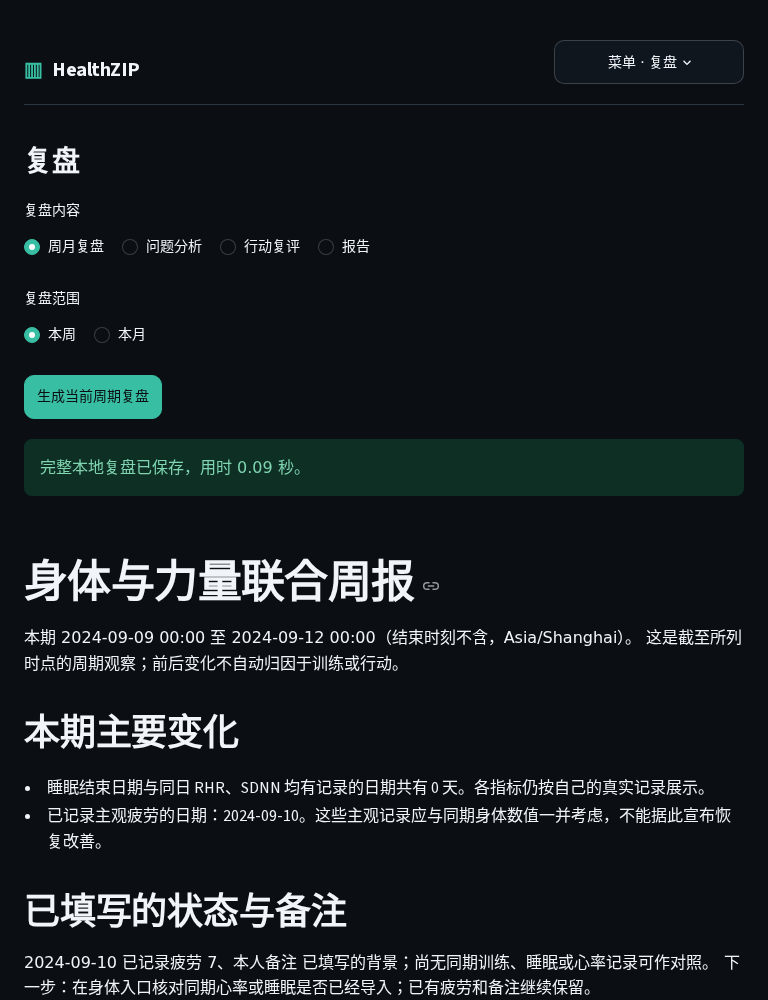 HealthZIP
菜单 · 复盘
复盘
复盘内容
周月复盘 问题分析 行动复评 报告
复盘范围
本周 本月
生成当前周期复盘
完整本地复盘已保存，用时 0.09 秒。
身体与力量联合周报
本期 2024-09-09 00:00 至 2024-09-12 00:00（结束时刻不含，Asia/Shanghai）。 这是截至所列
时点的周期观察；前后变化不自动归因于训练或行动。
本期主要变化
• 睡眠结束日期与同日 RHR、SDNN 均有记录的日期共有 0 天。各指标仍按自己的真实记录展示。
• 已记录主观疲劳的日期：2024-09-10。这些主观记录应与同期身体数值一并考虑，不能据此宣布恢
复改善。
已填写的状态与备注
2024-09-10 已记录疲劳 7、本人备注 已填写的背景；尚无同期训练、睡眠或心率记录可作对照。 下
一步：在身体入口核对同期心率或睡眠是否已经导入；已有疲劳和备注继续保留。